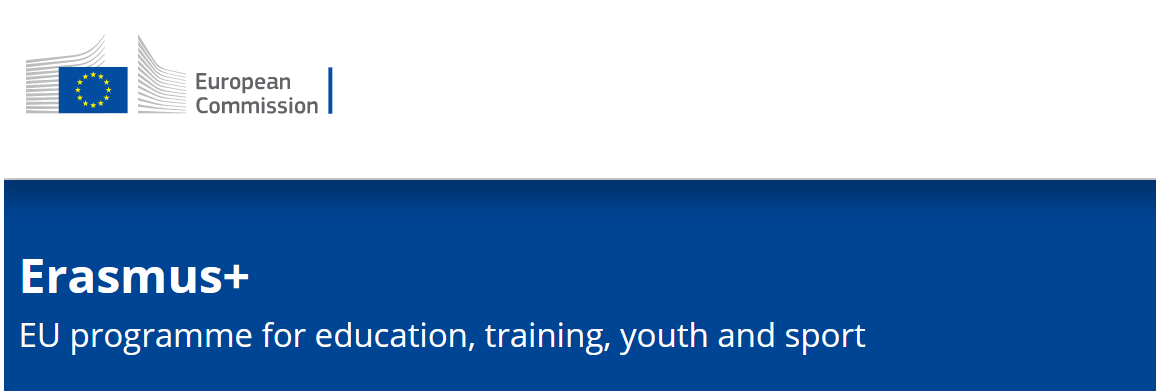 European
Commission
Erasmus+
EU programme for education, training, youth and sport